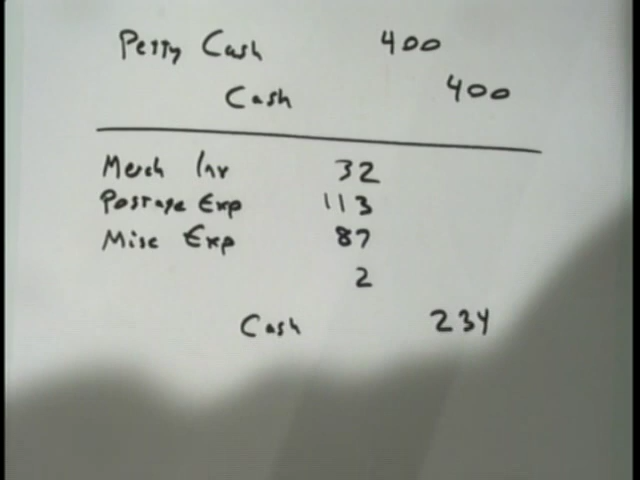 Petty Cash 400
Cash 400
Merch Inv 32
Postage Exp 113
Misc Exp 87
2
Cash 234